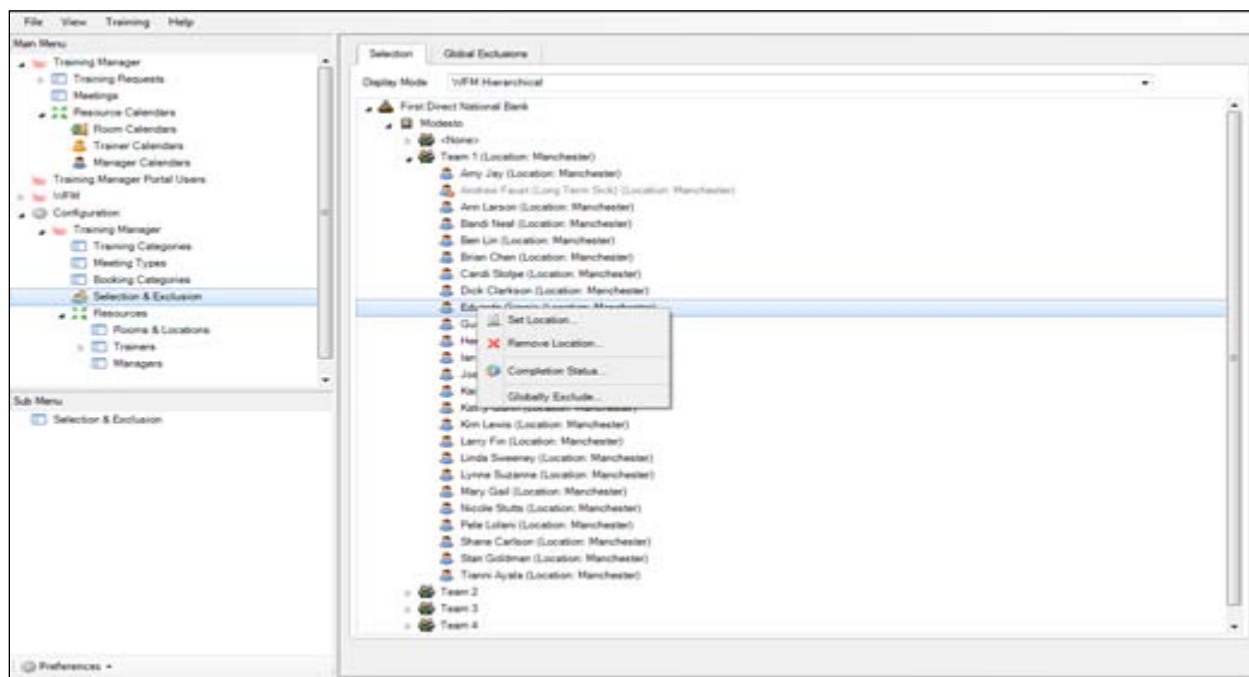 File View Training Help
Main Menu
Training Manager
Training Requests
Meetings
Resource Calendars
Room Calendars
Trainer Calendars
Manager Calendars
Training Manager Portal Users
WFM
Configuration
Training Manager
Training Categories
Meeting Types
Booking Categories
Selection & Exclusion
Resources
Rooms & Locations
Trainers
Managers
Sub Menu
Selection & Exclusion
Preferences
Selection Global Exclusions
Display Mode WFM Hierarchical
First Direct National Bank
Modesto
<None>
Team 1 (Location: Manchester)
Amy Jay (Location: Manchester)
Andrew Faust (Long Term Sick) (Location: Manchester)
Ann Larson (Location: Manchester)
Bandi Neal (Location: Manchester)
Ben Lin (Location: Manchester)
Brian Chen (Location: Manchester)
Candi Stolpe (Location: Manchester)
Dick Clarkson (Location: Manchester)
Set Location...
Remove Location...
Completion Status...
Globally Exclude...
Kim Lewis (Location: Manchester)
Larry Fin (Location: Manchester)
Linda Sweeney (Location: Manchester)
Lynne Suzanne (Location: Manchester)
Mary Gail (Location: Manchester)
Nicole Stutts (Location: Manchester)
Pele Lolani (Location: Manchester)
Shane Carlson (Location: Manchester)
Stan Goldman (Location: Manchester)
Tianni Ayala (Location: Manchester)
Team 2
Team 3
Team 4